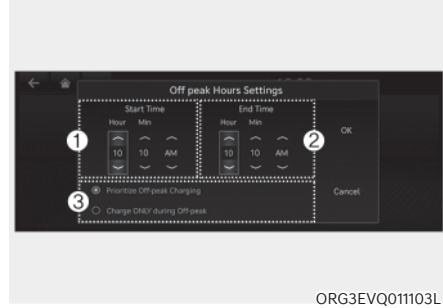 Off peak Hours Settings
Start Time
End Time
Hour Min
Hour Min
1
2
10 10 AM
10 10 AM
OK
3
Prioritize Off-peak Charging
Charge ONLY during Off-peak
Cancel
ORG3EVQ011103L